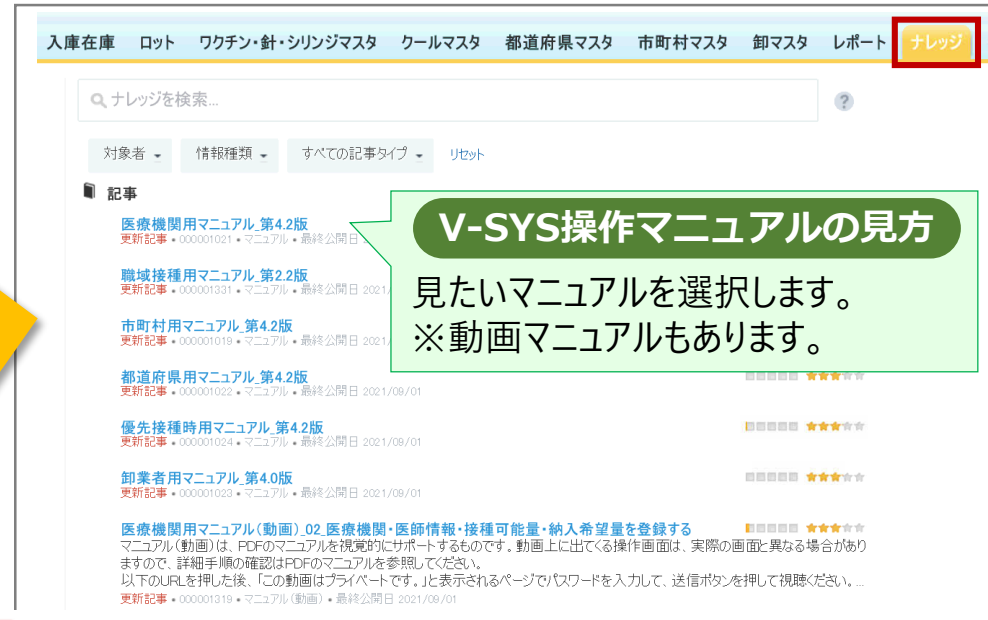 入庫在庫 ロット ワクチン・針・シリンジマスタ クールマスタ 都道府県マスタ 市町村マスタ 卸マスタ レポート ナレッジ
ナレッジを検索... ?
対象者 情報種類 すべての記事タイプ リセット
記事
医療機関用マニュアル_第4.2版
更新記事・000001021・マニュアル・最終公開日 2
職域接種用マニュアル_第2.2版
更新記事・000001331・マニュアル・最終公開日 2021/
市町村用マニュアル_第4.2版
更新記事・000001019・マニュアル・最終公開日 2021/
V-SYS操作マニュアルの見方
見たいマニュアルを選択します。
※動画マニュアルもあります。
都道府県用マニュアル_第4.2版
更新記事・000001022・マニュアル・最終公開日 2021/09/01
優先接種時用マニュアル_第4.2版
更新記事・000001024・マニュアル・最終公開日 2021/09/01
卸業者用マニュアル_第4.0版
更新記事・000001023・マニュアル・最終公開日 2021/09/01
医療機関用マニュアル(動画)_02_医療機関・医師情報・接種可能量・納入希望量を登録する
マニュアル(動画)は、PDFのマニュアルを視覚的にサポートするものです。動画上に出てくる操作画面は、実際の画面と異なる場合があり
ますので、詳細手順の確認はPDFのマニュアルを参照してください。
以下のURLを押した後、「この動画はプライベートです。」と表示されるページでパスワードを入力して、送信ボタンを押して視聴ください。...
更新記事・000001319・マニュアル(動画)・最終公開日 2021/09/01